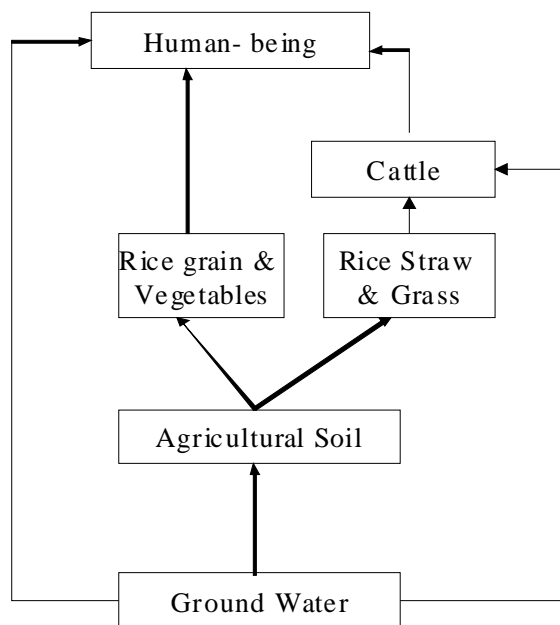 Human- being
Cattle
Rice grain &
Vegetables
Rice Straw
& Grass
Agricultural Soil
Ground Water